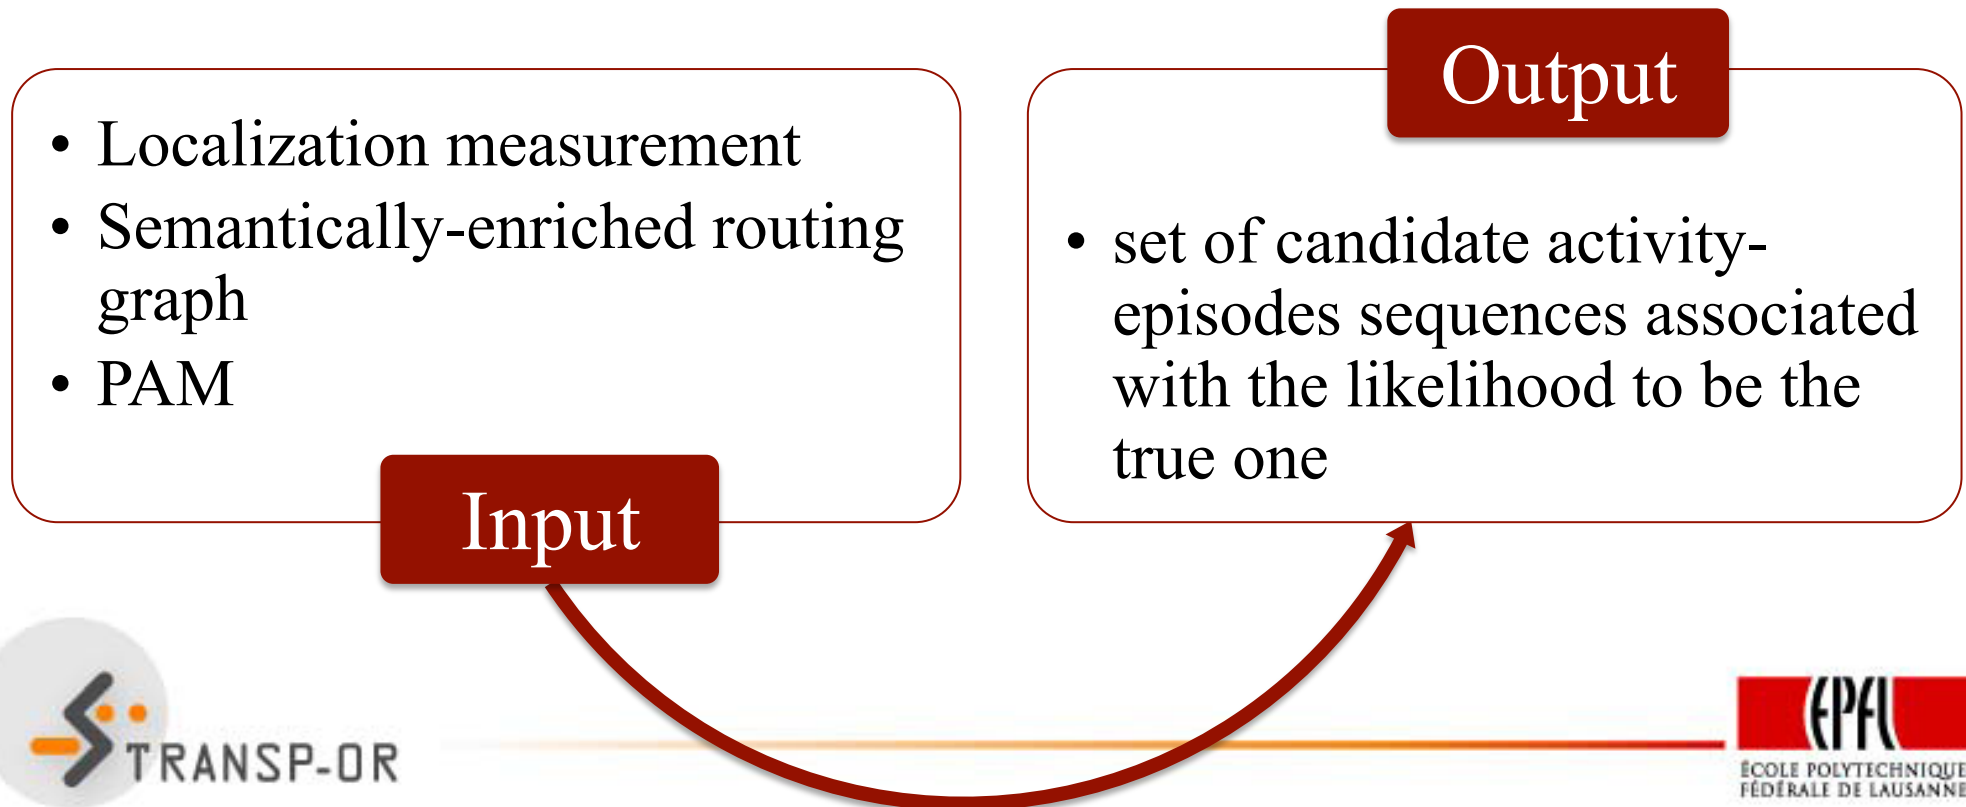 • Localization measurement
• Semantically-enriched routing
graph
• PAM
Input
Output
• set of candidate activity-
episodes sequences associated
with the likelihood to be the
true one
TRANSP-OR
EPFL
ÉCOLE POLYTECHNIQUE
FÉDÉRALE DE LAUSANNE